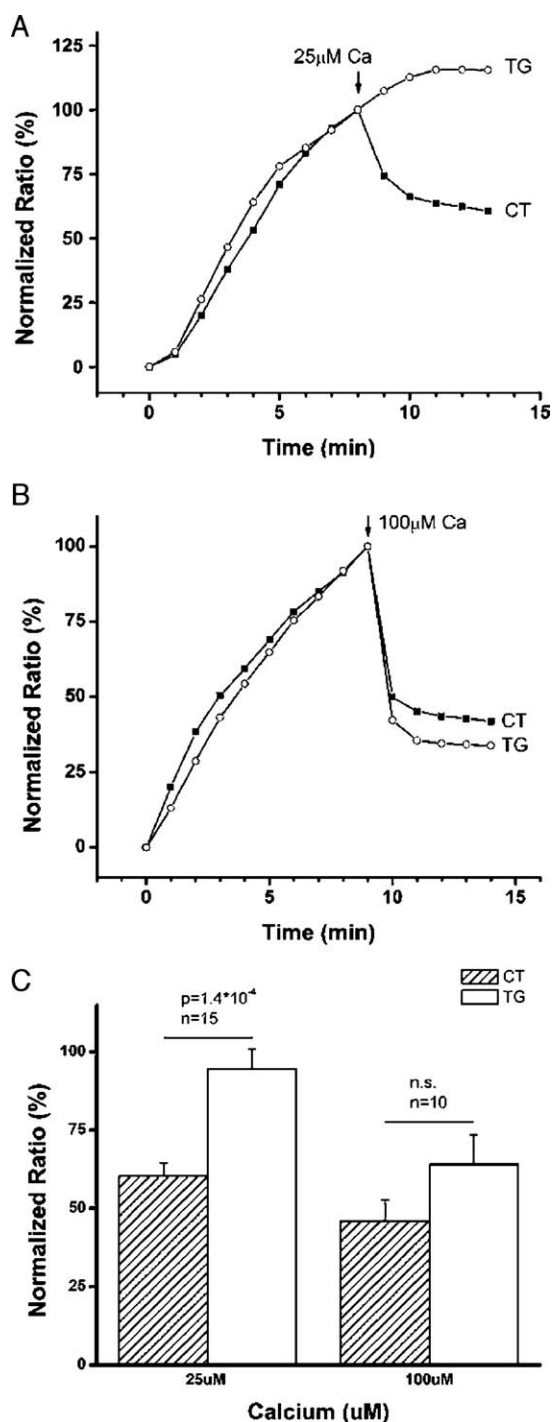 A
125
100
75
50
25
0
Normalized Ratio (%)
25μM Ca
TG
CT
0 5 10 15
Time (min)
B
100
75
50
25
0
Normalized Ratio (%)
100μM Ca
CT
TG
0 5 10 15
Time (min)
C
CT
TG
100
75
50
25
0
Normalized Ratio (%)
p=1.4*10-4
n=15
n.s.
n=10
25uM 100uM
Calcium (uM)